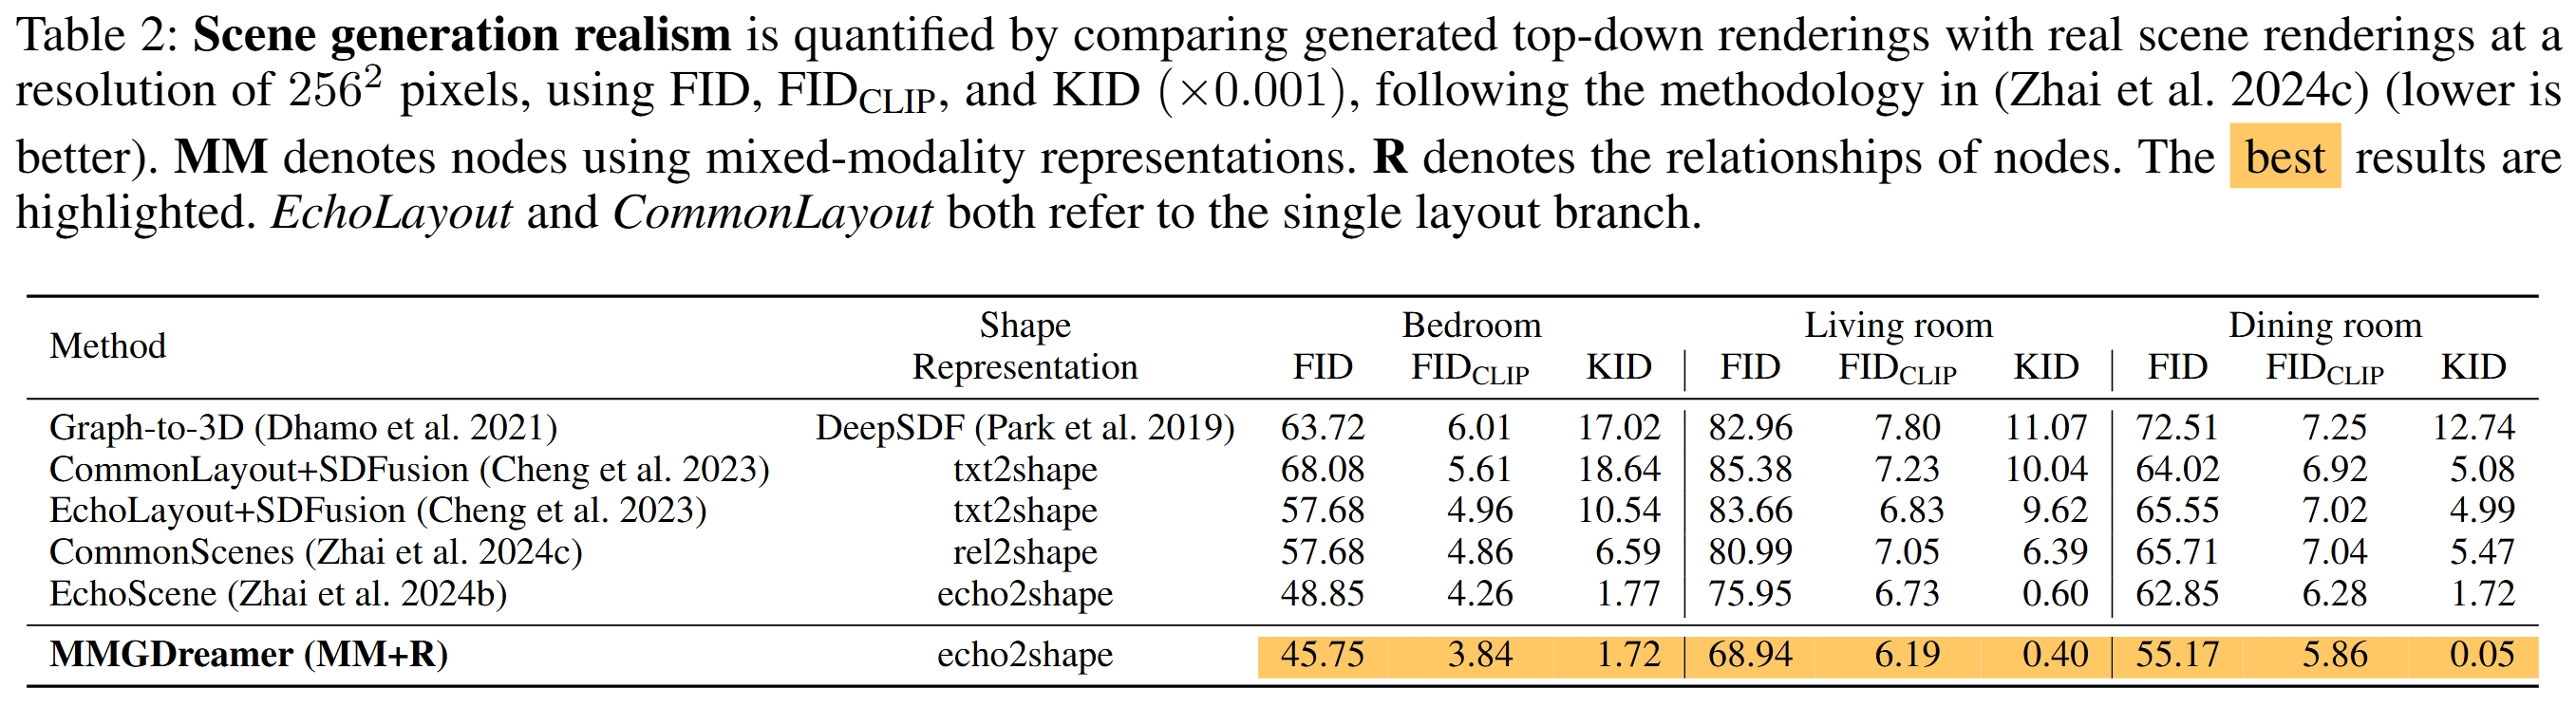 Table 2: Scene generation realism is quantified by comparing generated top-down renderings with real scene renderings at a
resolution of 256² pixels, using FID, FID_CLIP, and KID (×0.001), following the methodology in (Zhai et al. 2024c) (lower is
better). MM denotes nodes using mixed-modality representations. R denotes the relationships of nodes. The best results are
highlighted. EchoLayout and CommonLayout both refer to the single layout branch.
Method Shape Representation Bedroom Living room Dining room
FID FID_CLIP KID FID FID_CLIP KID FID FID_CLIP KID
Graph-to-3D (Dhamo et al. 2021) DeepSDF (Park et al. 2019) 63.72 6.01 17.02 82.96 7.80 11.07 72.51 7.25 12.74
CommonLayout+SDFusion (Cheng et al. 2023) txt2shape 68.08 5.61 18.64 85.38 7.23 10.04 64.02 6.92 5.08
EchoLayout+SDFusion (Cheng et al. 2023) txt2shape 57.68 4.96 10.54 83.66 6.83 9.62 65.55 7.02 4.99
CommonScenes (Zhai et al. 2024c) rel2shape 57.68 4.86 6.59 80.99 7.05 6.39 65.71 7.04 5.47
EchoScene (Zhai et al. 2024b) echo2shape 48.85 4.26 1.77 75.95 6.73 0.60 62.85 6.28 1.72
MMGDreamer (MM+R) echo2shape 45.75 3.84 1.72 68.94 6.19 0.40 55.17 5.86 0.05